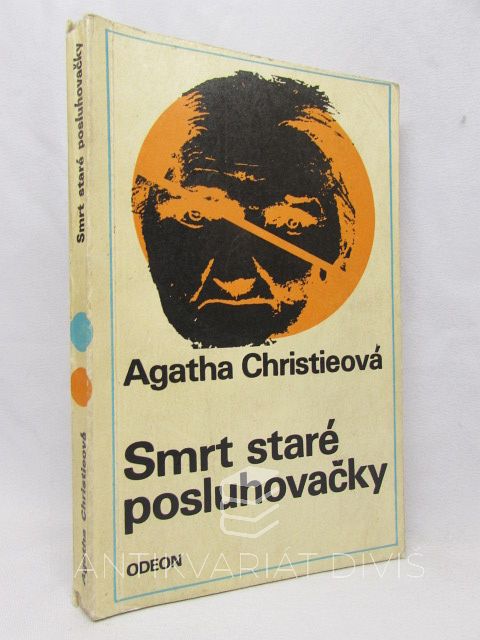 Smrt staré posluhovačky
Agatha Christieová
Agatha Christieová
Smrt staré
posluhovačky
ODEON
ANTIKVARIÁT DIVIŠ